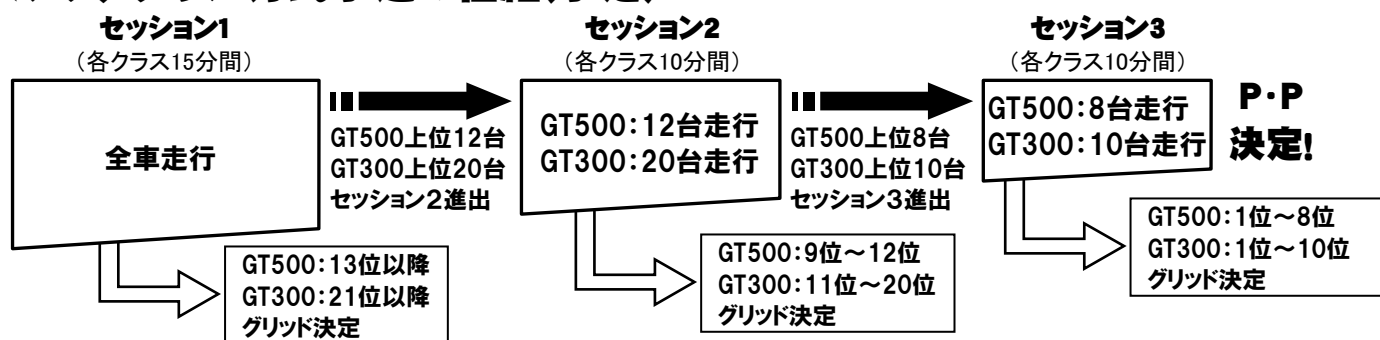 セッション1
(各クラス15分間)
全車走行
GT500上位12台
GT300上位20台
セッション2進出
GT500:13位以降
GT300:21位以降
グリッド決定
セッション2
(各クラス10分間)
GT500:12台走行
GT300:20台走行
GT500上位8台
GT300上位10台
セッション3進出
GT500:9位~12位
GT300:11位~20位
グリッド決定
セッション3
(各クラス10分間)
GT500:8台走行
GT300:10台走行
P・P
決定!
GT500:1位~8位
GT300:1位~10位
グリッド決定